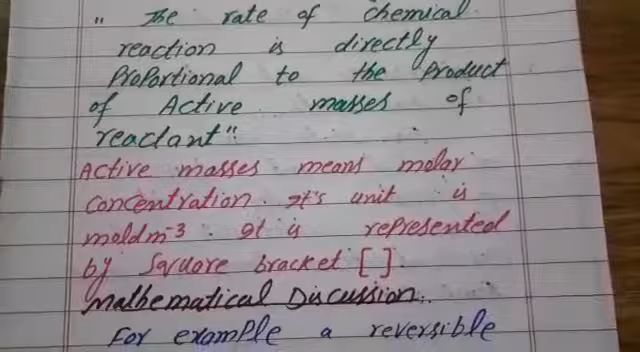 " The rate of chemical
reaction is directly
Proportional to the Product
of Active masses of
reactant".
Active masses means molar
concentration. It's unit is
moldm⁻³. It is represented
by Square bracket [ ].
Mathematical Discussion.
For example a reversible